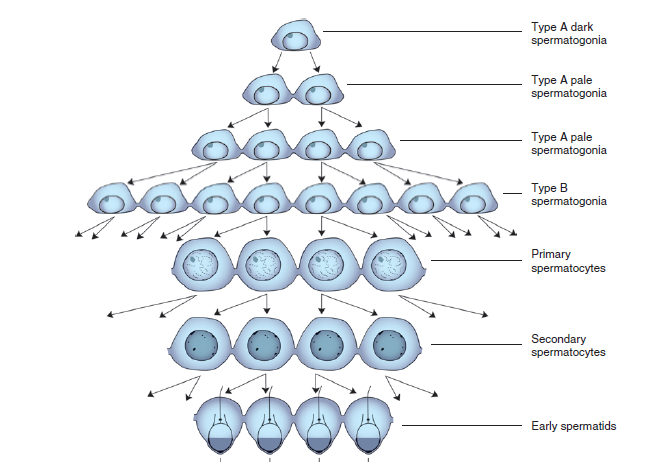 Type A dark
spermatogonia
Type A pale
spermatogonia
Type A pale
spermatogonia
Type B
spermatogonia
Primary
spermatocytes
Secondary
spermatocytes
Early spermatids